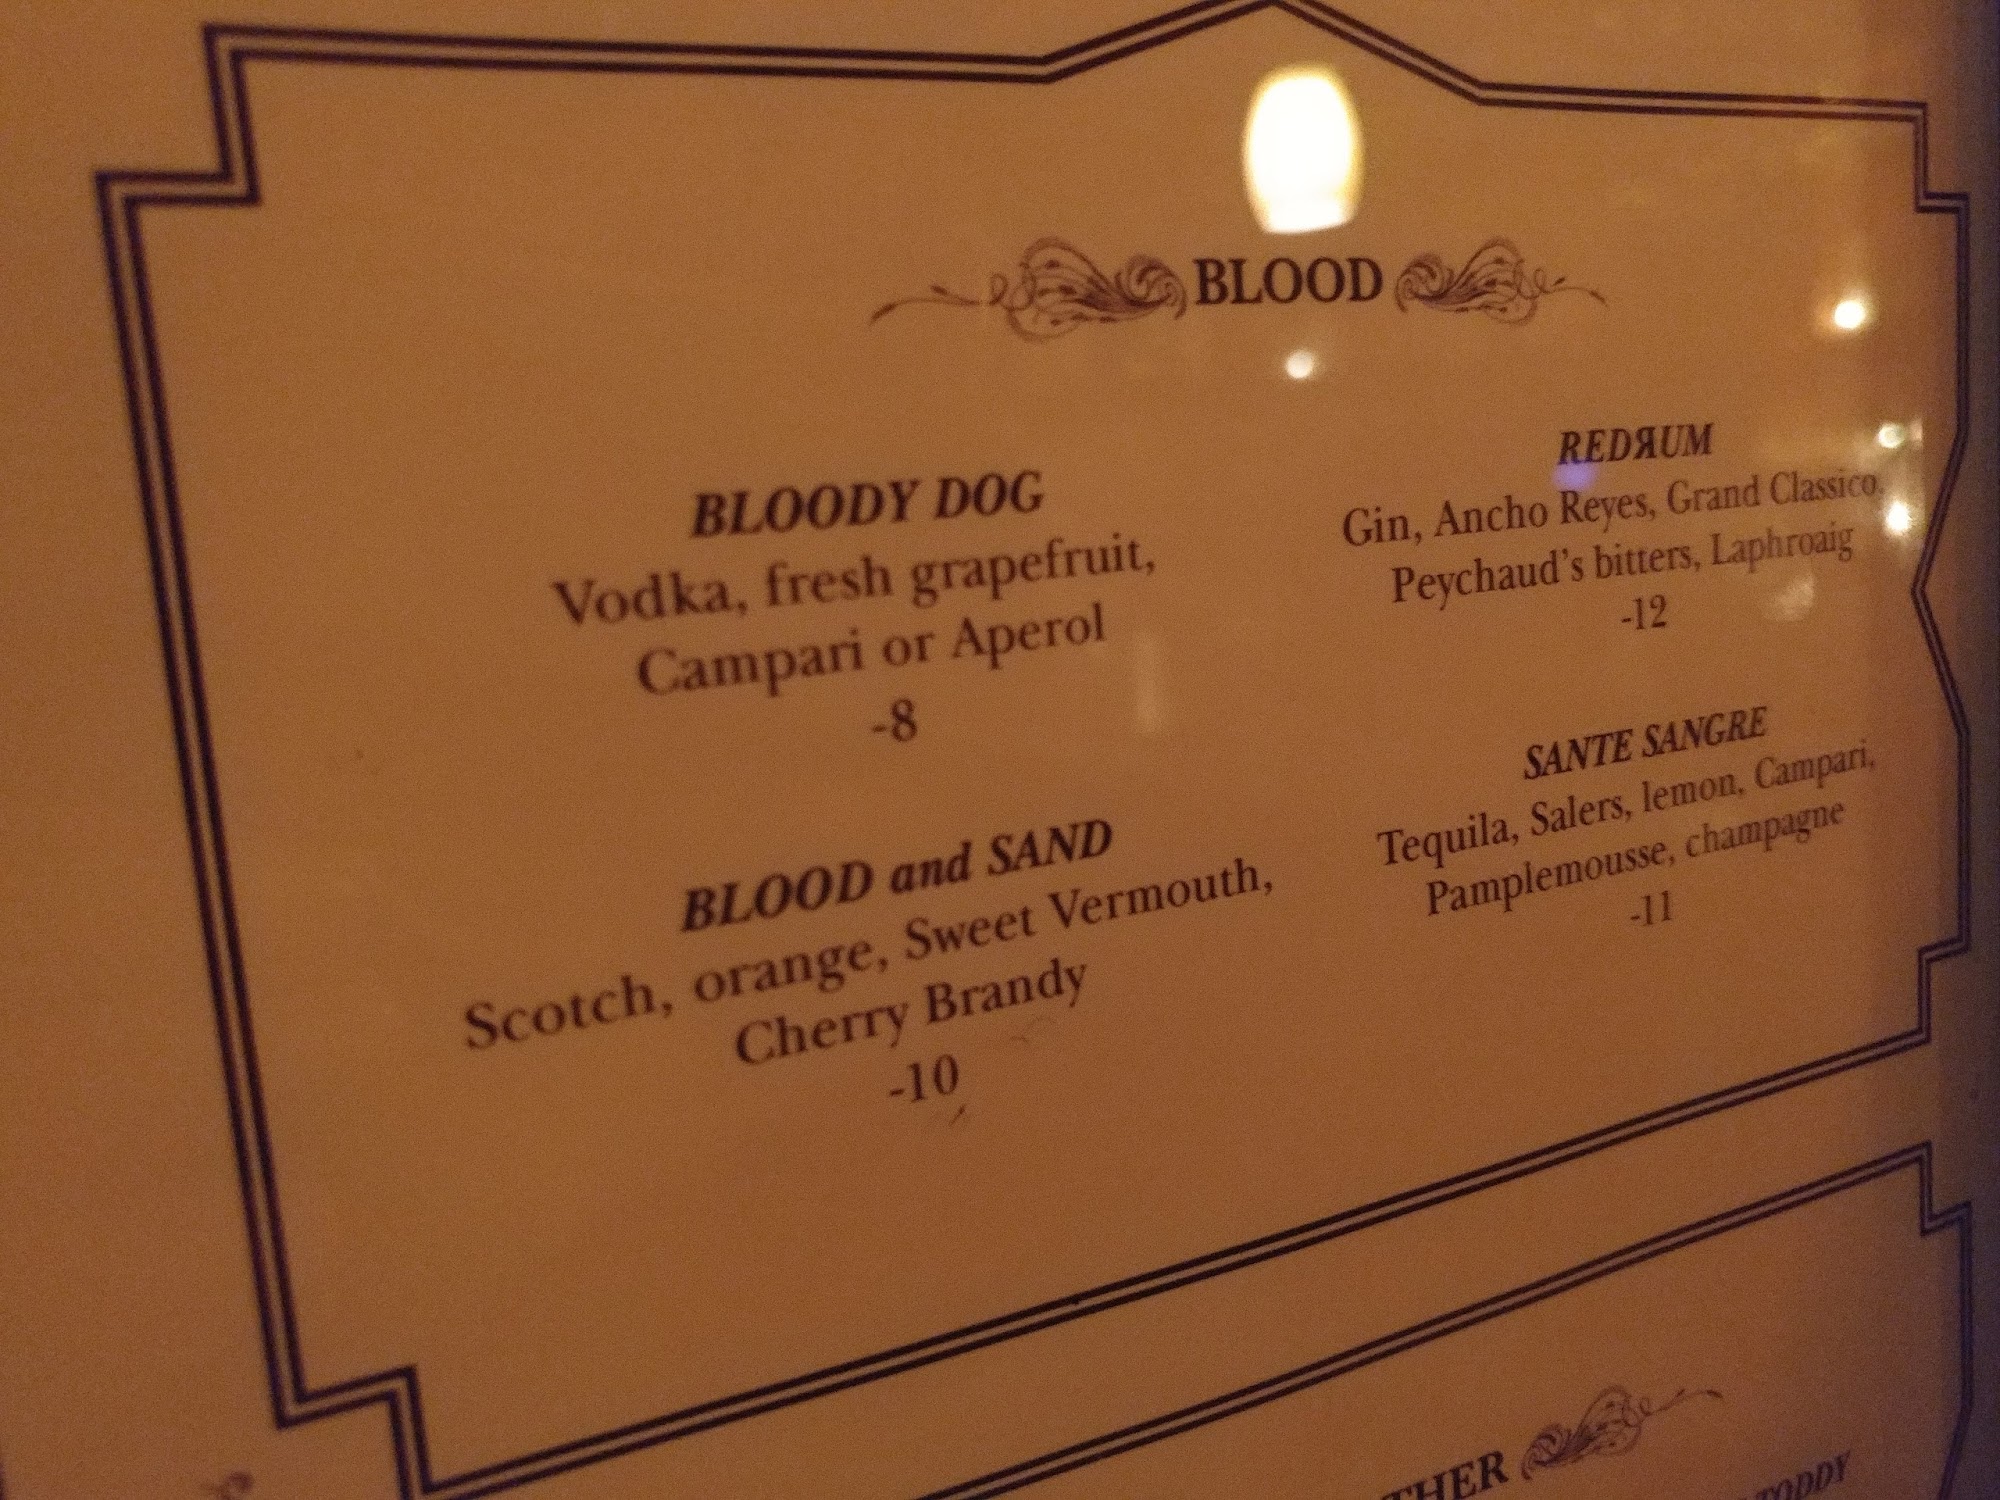 BLOOD
BLOODY DOG
Vodka, fresh grapefruit,
Campari or Aperol
-8
BLOOD and SAND
Scotch, orange, Sweet Vermouth,
Cherry Brandy
-10
REDЯUM
Gin, Ancho Reyes, Grand Classico,
Peychaud's bitters, Laphroaig
-12
SANTE SANGRE
Tequila, Salers, lemon, Campari,
Pamplemousse, champagne
-11
TODDY